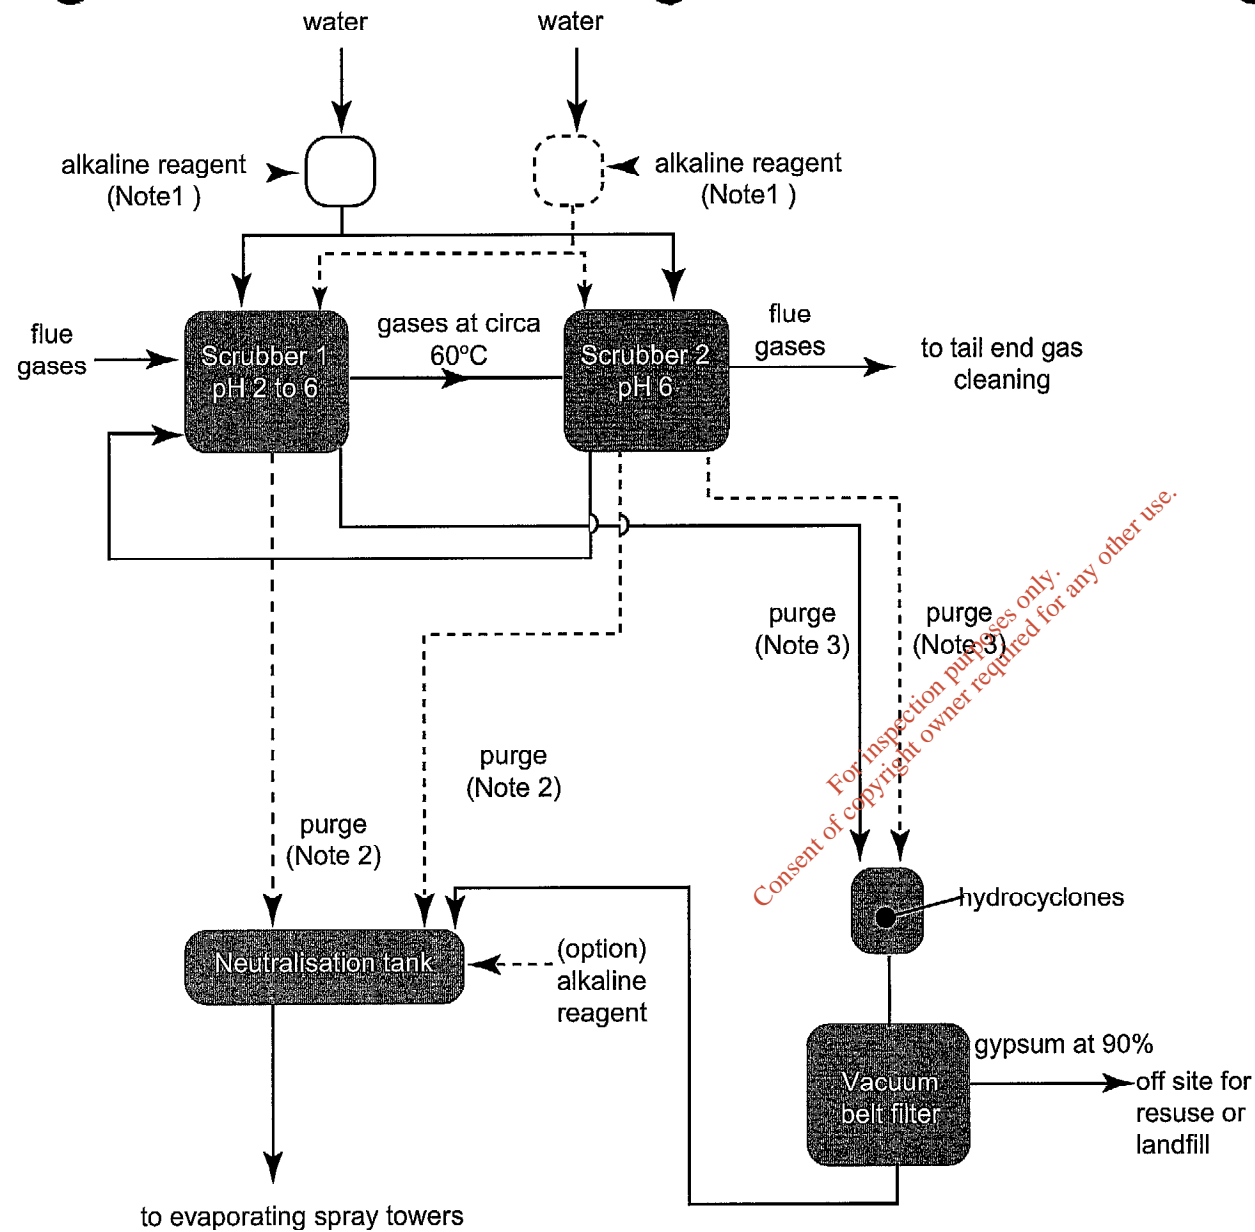 water
water
alkaline reagent
(Note1 )
alkaline reagent
(Note1 )
flue
gases
Scrubber 1
pH 2 to 6
gases at circa
60°C
Scrubber 2
pH 6
flue
gases
to tail end gas
cleaning
purge
(Note 3)
purge
(Note 3)
For inspection purposes only.
Consent of copyright owner required for any other use.
purge
(Note 2)
purge
(Note 2)
hydrocyclones
Neutralisation tank
(option)
alkaline
reagent
Vacuum
belt filter
gypsum at 90%
off site for
resuse or
landfill
to evaporating spray towers